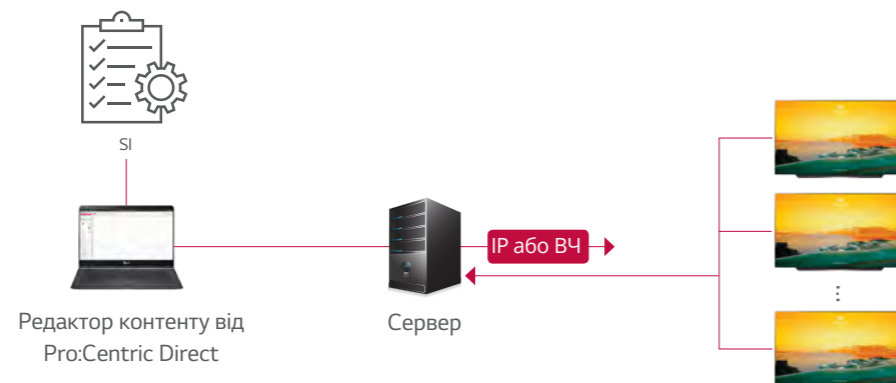 SI
IP або ВЧ
Редактор контенту від
Pro:Centric Direct
Сервер